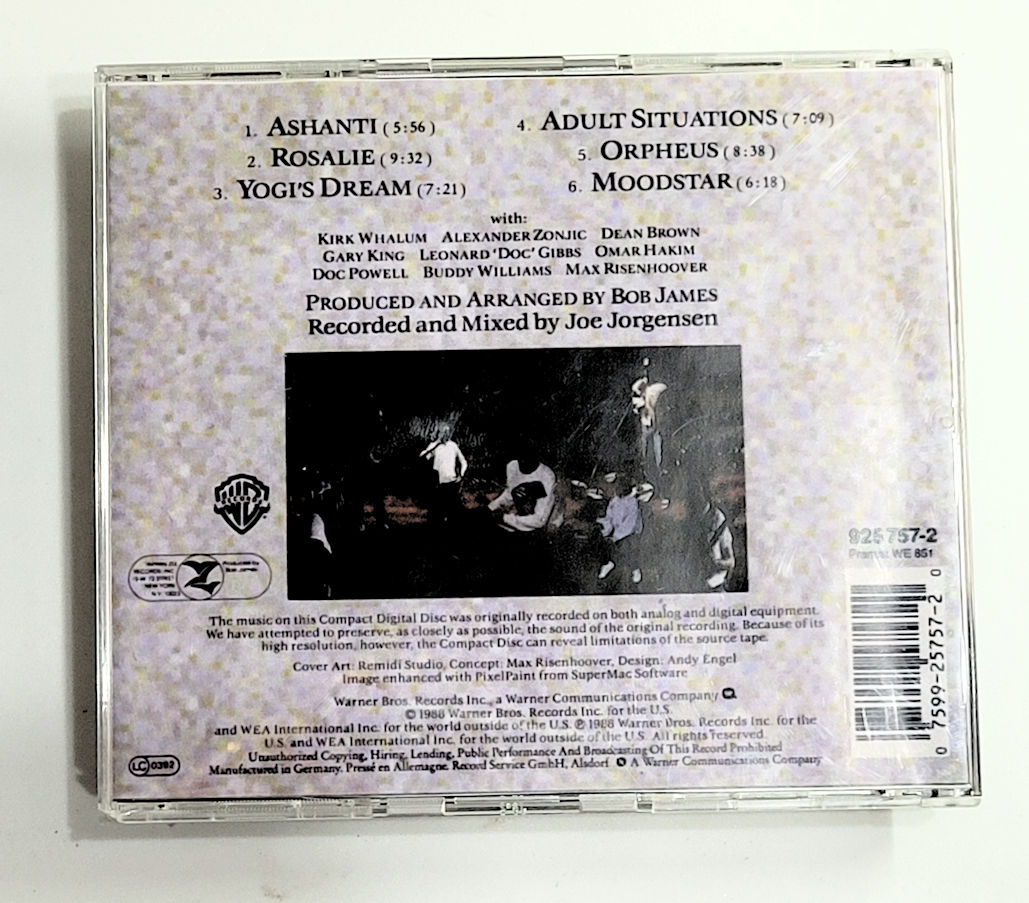 1. ASHANTI (5:56)
2. ROSALIE (9:32)
3. YOGI'S DREAM (7:21)
4. ADULT SITUATIONS (7:09)
5. ORPHEUS (8:38)
6. MOODSTAR (6:18)
with:
KIRK WHALUM ALEXANDER ZONJIC DEAN BROWN
GARY KING LEONARD 'DOC' GIBBS OMAR HAKIM
DOC POWELL BUDDY WILLIAMS MAX RISENHOOVER
PRODUCED AND ARRANGED BY BOB JAMES
Recorded and Mixed by Joe Jorgensen
RECORDS
925 757-2
France: WE 851
0 7599-25757-2 0
The music on this Compact Digital Disc was originally recorded on both analog and digital equipment.
We have attempted to preserve, as closely as possible, the sound of the original recording. Because of its
high resolution, however, the Compact Disc can reveal limitations of the source tape.
Cover Art: Remidi Studio, Concept: Max Risenhoover, Design: Andy Engel
Image enhanced with PixelPaint from SuperMac Software
Warner Bros. Records Inc., a Warner Communications Company
© 1988 Warner Bros. Records Inc. for the U.S.
and WEA International Inc. for the world outside of the U.S. ℗ 1988 Warner Bros. Records Inc. for the
U.S. and WEA International Inc. for the world outside of the U.S. All rights reserved.
Unauthorized Copying, Hiring, Lending, Public Performance And Broadcasting Of This Record Prohibited
Manufactured in Germany. Pressé en Allemagne. Record Service GmbH, Alsdorf A Warner Communications Company
LC 0392